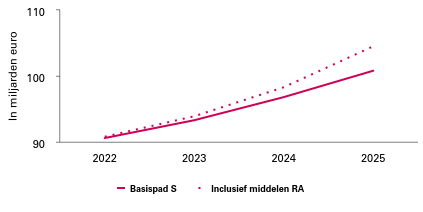 110
In miljarden euro
100
90
2022 2023 2024 2025
Basispad S Inclusief middelen RA